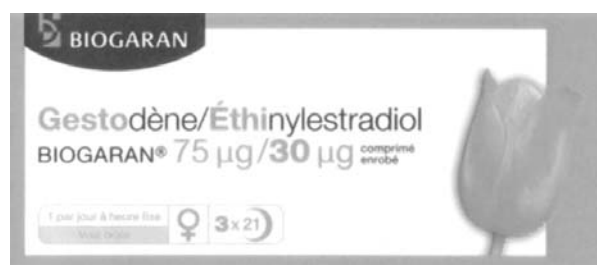 BIOGARAN
Gestodène/Éthinylestradiol
BIOGARAN® 75 µg/30 µg comprimé enrobé
1 par jour à heure fixe
Voie orale
3x21